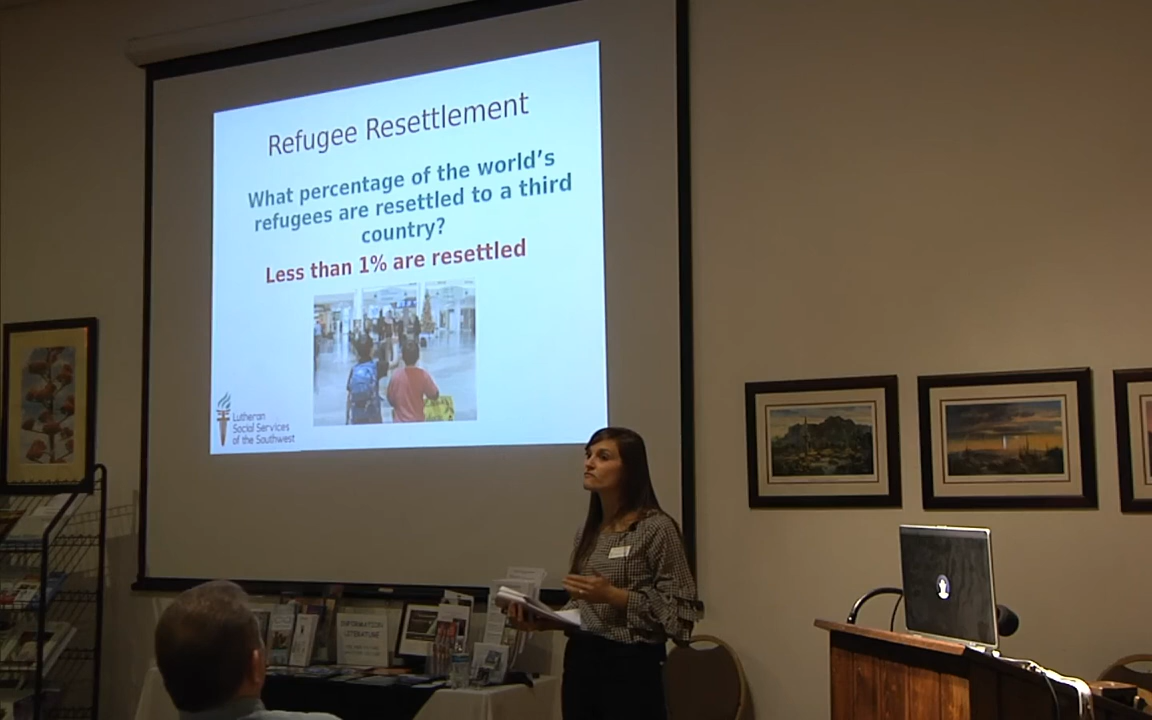 Refugee Resettlement
What percentage of the world's
refugees are resettled to a third
country?
Less than 1% are resettled
Lutheran
Social Services
of the Southwest
INFORMATION
LITERATURE